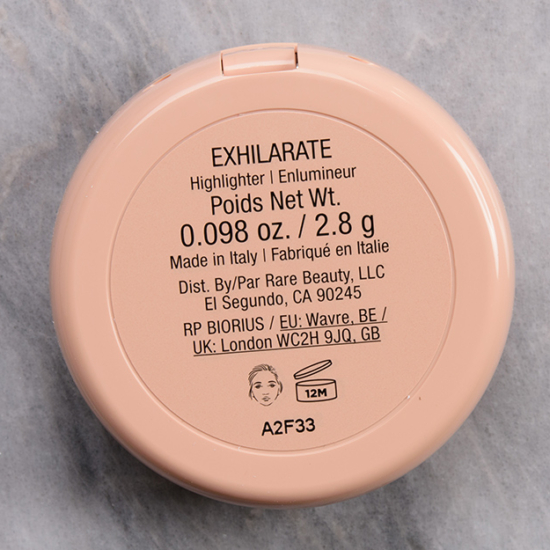 EXHILARATE
Highlighter | Enlumineur
Poids Net Wt.
0.098 oz. / 2.8 g
Made in Italy | Fabriqué en Italie
Dist. By/Par Rare Beauty, LLC
El Segundo, CA 90245
RP BIORIUS / EU: Wavre, BE /
UK: London WC2H 9JQ, GB
12M
A2F33